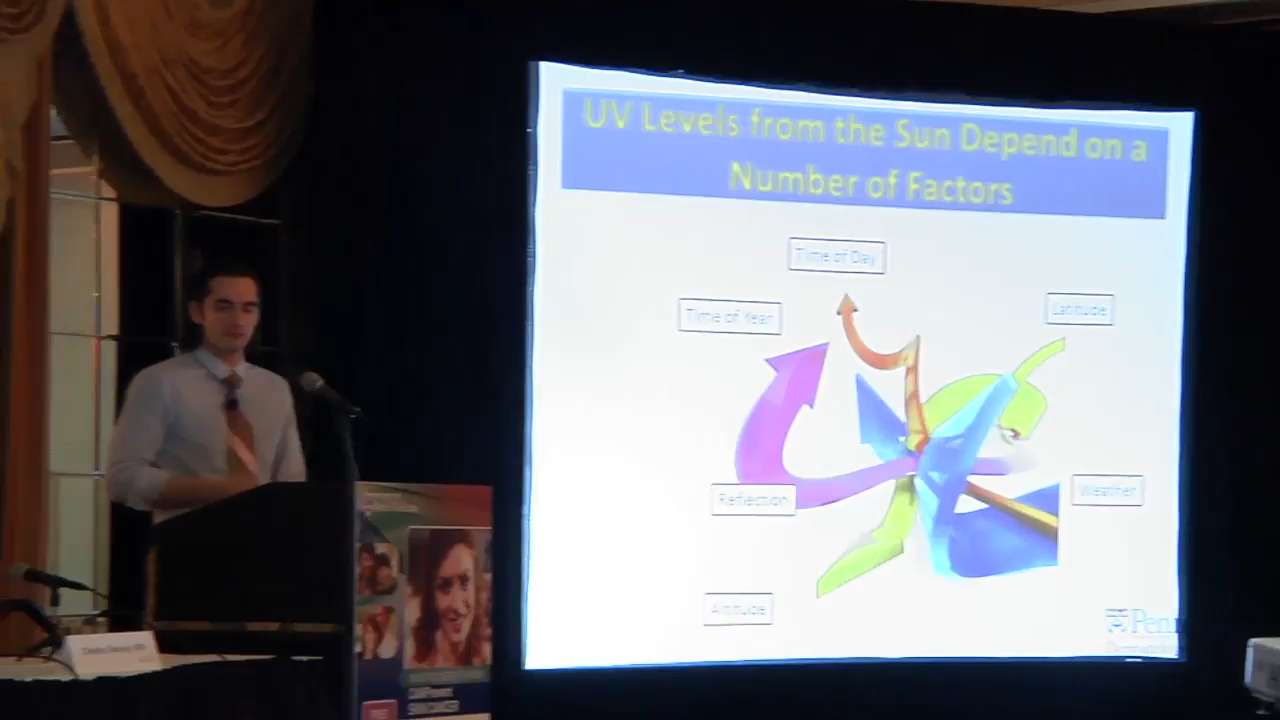 UV Levels from the Sun Depend on a
Number of Factors
Time of Day
Time of Year
Latitude
Reflection
Weather
Altitude
Penn